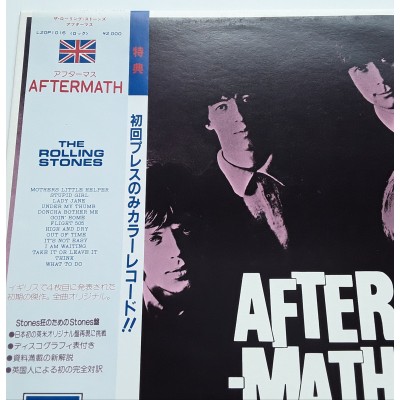 ザ・ローリング・ストーンズ
アフターマス
LZOP1015 (ロック) ¥2,000
特典
アフターマス
AFTERMATH
THE
ROLLING
STONES
初回プレスのみカラーレコード!!
MOTHERS LITTLE HELPER
STUPID GIRL
LADY JANE
UNDER MY THUMB
DONCHA BOTHER ME
GOIN' HOME
FLIGHT 505
HIGH AND DRY
OUT OF TIME
IT'S NOT EASY
I AM WAITING
TAKE IT OR LEAVE IT
THINK
WHAT TO DO
イギリスで4枚目に発表された
初期の傑作。全曲オリジナル。
Stones狂のためのStones盤
●日本初の英米オリジナル盤再現に挑戦
●ディスコグラフィ表付き
●資料満載の新解説
●英国人による初の完全対訳
AFTER
-MATH